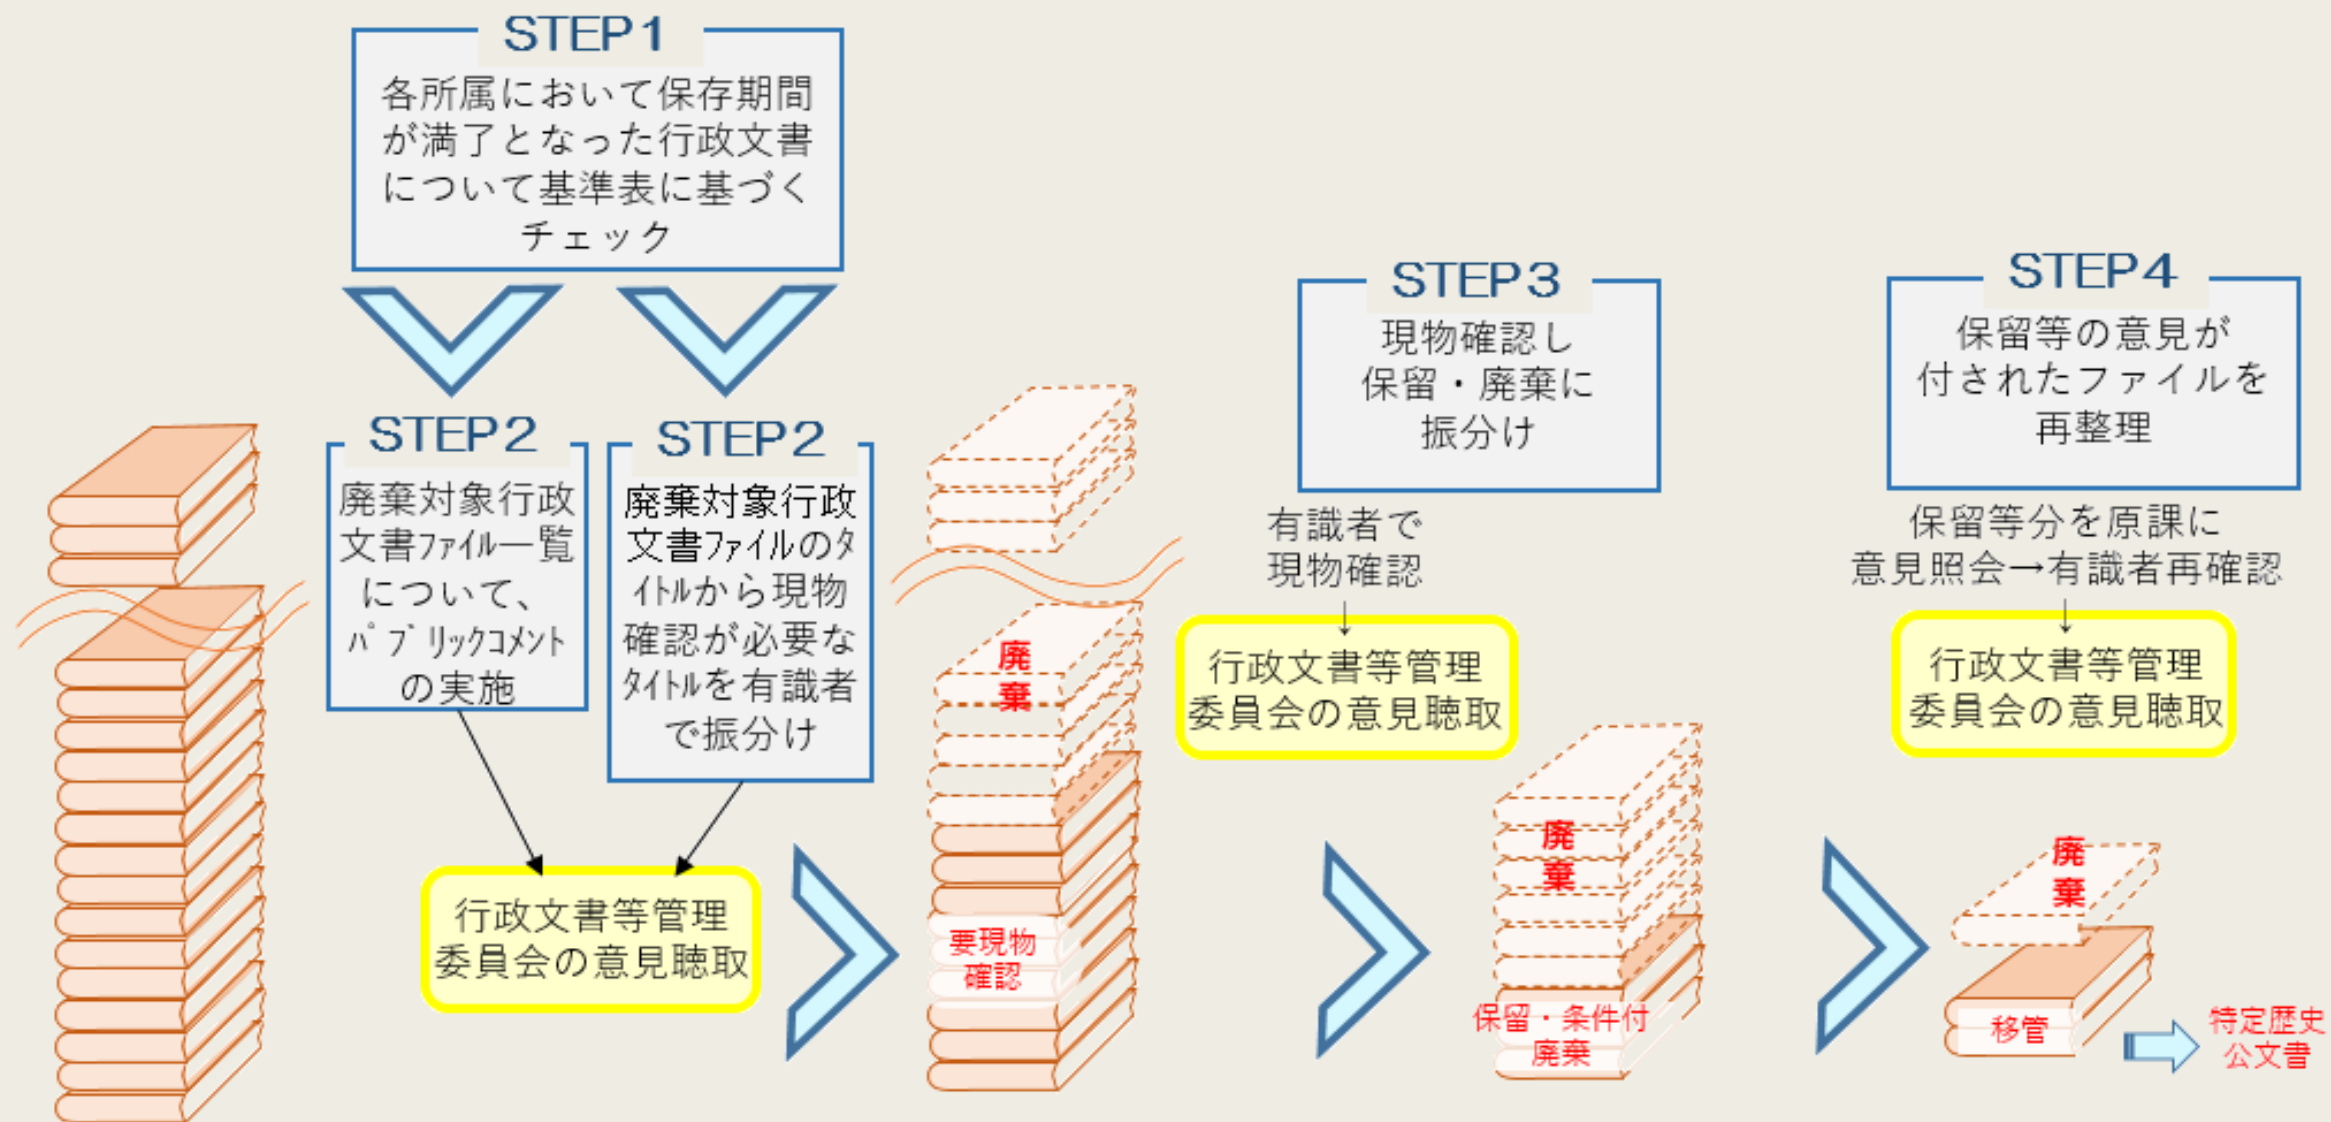 STEP1
各所属において保存期間
が満了となった行政文書
について基準表に基づく
チェック
STEP2
廃棄対象行政
文書ファイル一覧
について、
パブリックコメント
の実施
STEP2
廃棄対象行政
文書ファイルのタ
イトルから現物
確認が必要な
タイトルを有識者
で振分け
行政文書等管理
委員会の意見聴取
廃
棄
要現物
確認
STEP3
現物確認し
保留・廃棄に
振分け
有識者で
現物確認
↓
行政文書等管理
委員会の意見聴取
廃
棄
保留・条件付
廃棄
STEP4
保留等の意見が
付されたファイルを
再整理
保留等分を原課に
意見照会→有識者再確認
↓
行政文書等管理
委員会の意見聴取
廃
棄
移管
特定歴史
公文書